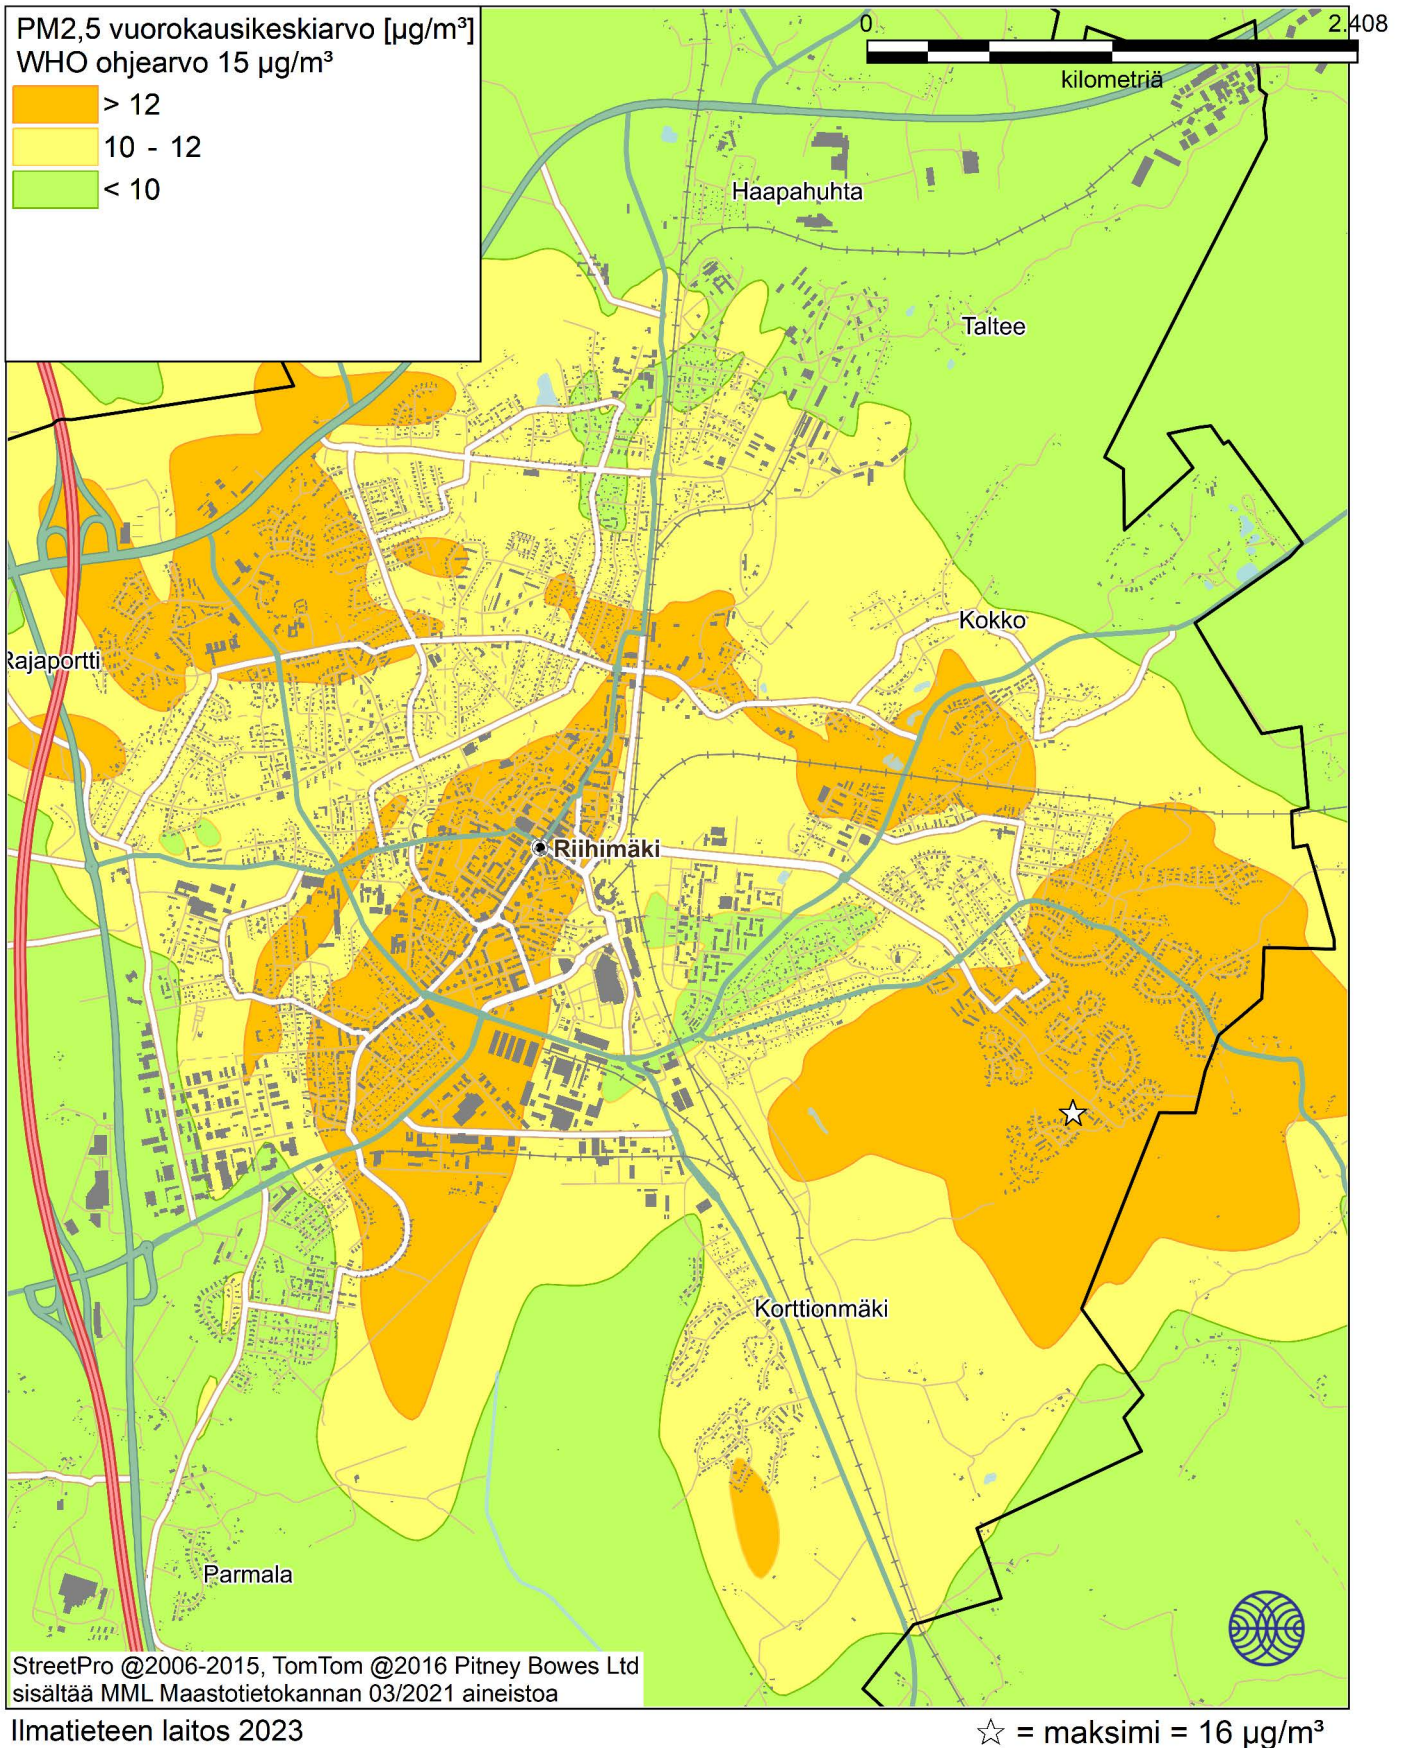 PM2,5 vuorokausikeskiarvo [µg/m³]
WHO ohjearvo 15 µg/m³
> 12
10 - 12
< 10
0 2.408
kilometriä
Haapahuhta
Taltee
Kokko
Rajaportti
Riihimäki
Korttionmäki
Parmala
StreetPro @2006-2015, TomTom @2016 Pitney Bowes Ltd
sisältää MML Maastotietokannan 03/2021 aineistoa
Ilmatieteen laitos 2023
☆ = maksimi = 16 µg/m³